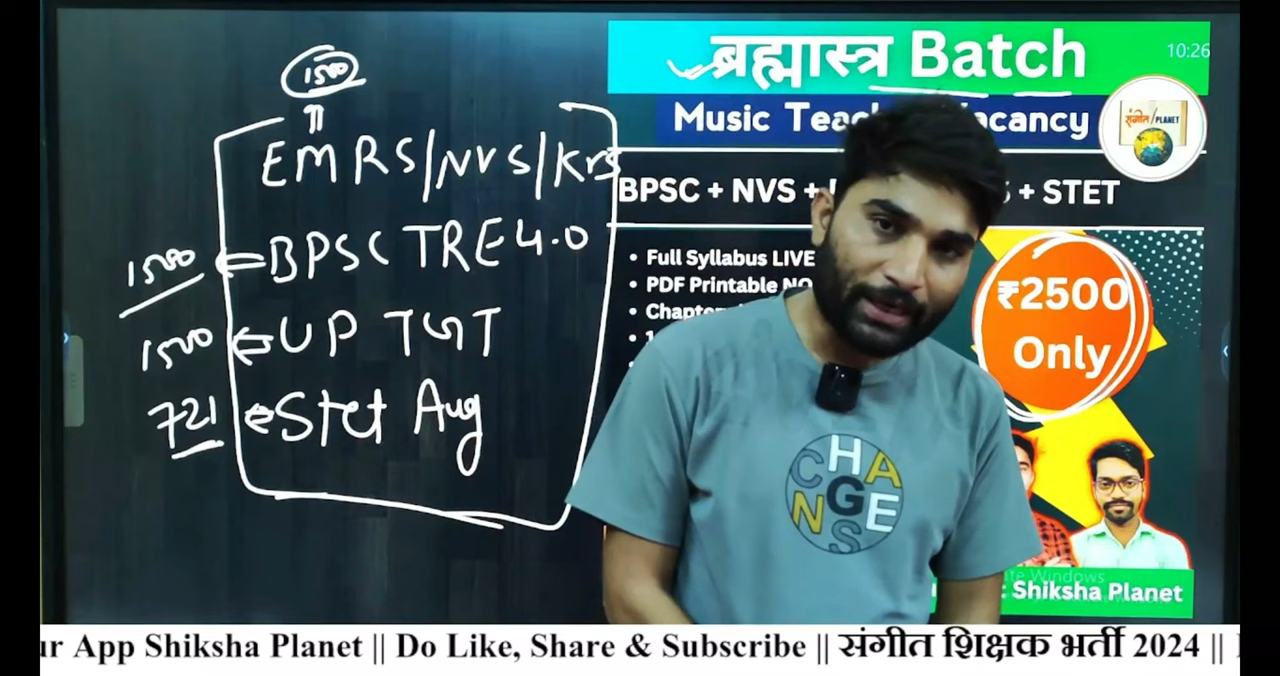 1500
EMRS/NVS/KVS
1500 BPSC TRE 4.0
1500 UP TGT
721 Stet Aug
ब्रह्मास्त्र Batch
10:26
Music Tea acancy
संगीत PLANET
BPSC + NVS + S + STET
• Full Syllabus LIVE
• PDF Printable NO
• Chapte
₹2500
Only
CHANGES
Shiksha Planet
ur App Shiksha Planet || Do Like, Share & Subscribe || संगीत शिक्षक भर्ती 2024 ||